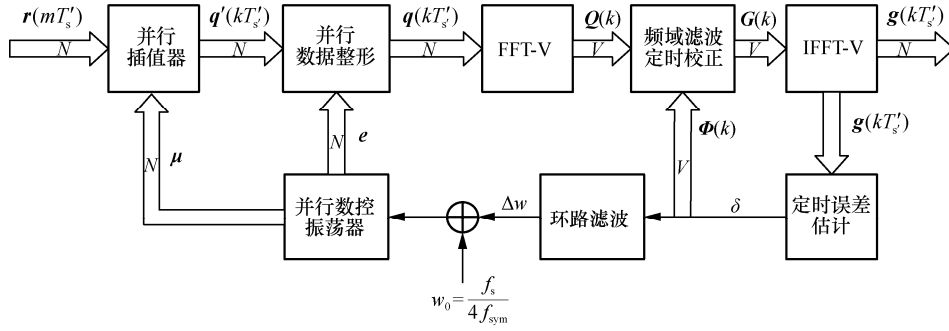 r(mT's)
N
并行
插值器
q'(kT's')
N
并行
数据整形
q(kT's')
N
FFT-V
Q(k)
V
频域滤波
定时校正
G(k)
V
IFFT-V
g(kT's')
N
g(kT's')
Φ(k)
V
e
N
μ
N
并行数控
振荡器
Δw
环路滤波
δ
定时误差
估计
w0=fs/4fsym